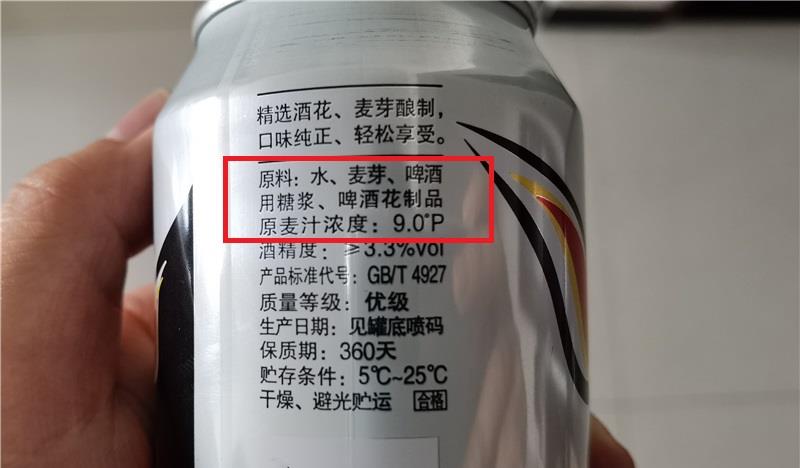 精选酒花、麦芽酿制，
口味纯正、轻松享受。
原料：水、麦芽、啤酒
用糖浆、啤酒花制品
原麦汁浓度：9.0°P
酒精度：≥3.3%vol
产品标准代号：GB/T 4927
质量等级：优级
生产日期：见罐底喷码
保质期：360天
贮存条件：5℃~25℃
干燥、避光贮运 合格